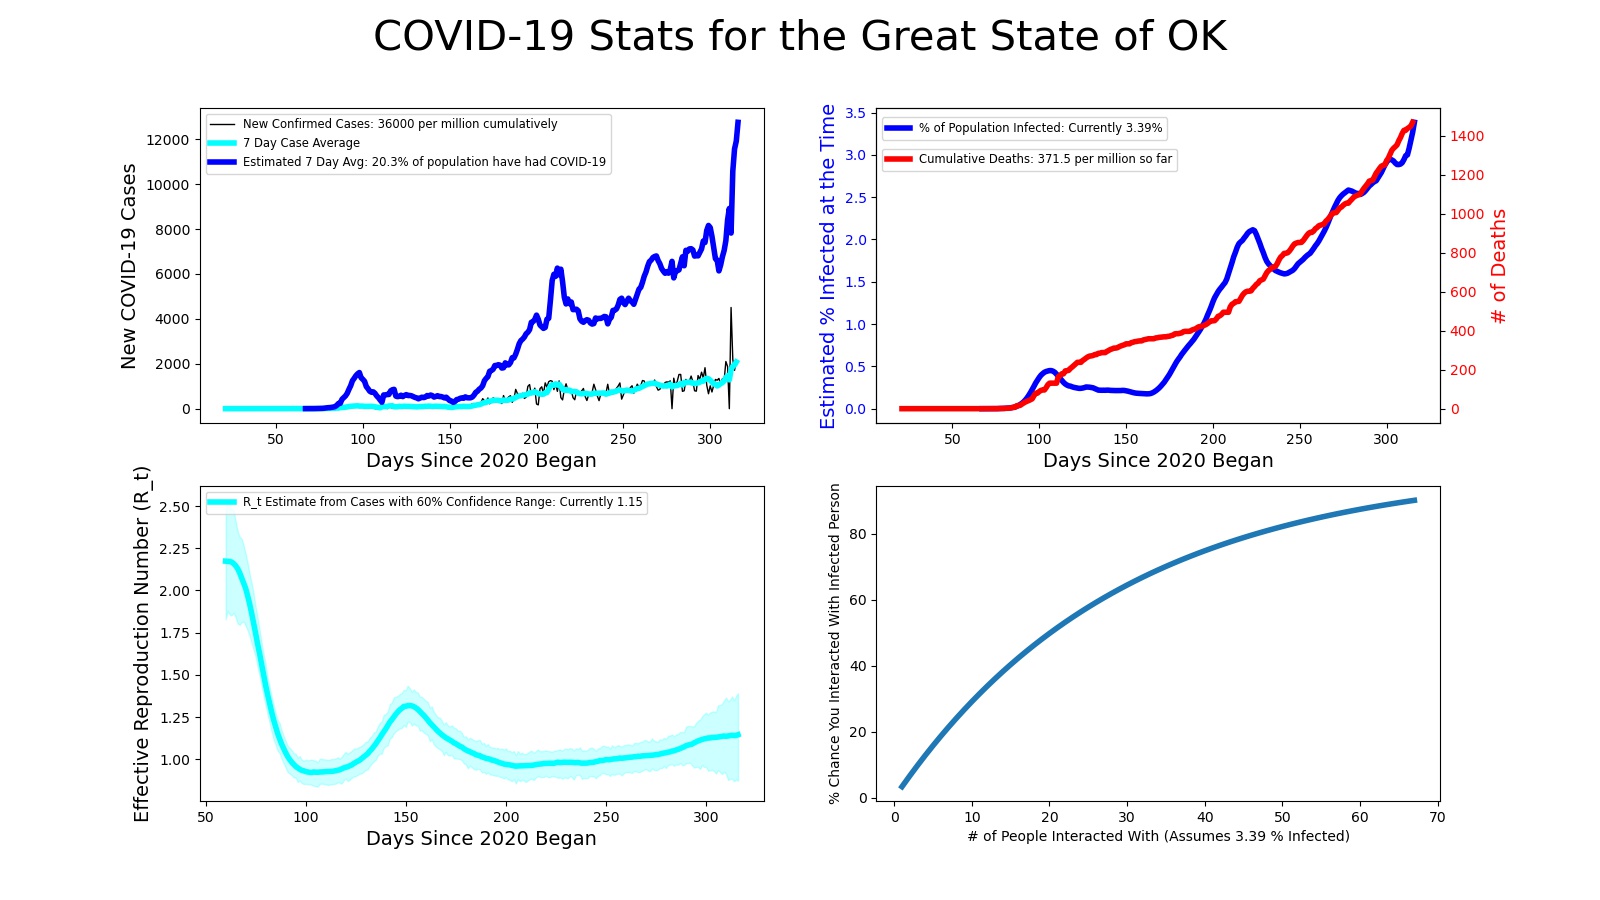 COVID-19 Stats for the Great State of OK
New Confirmed Cases: 36000 per million cumulatively
7 Day Case Average
Estimated 7 Day Avg: 20.3% of population have had COVID-19
New COVID-19 Cases
12000
10000
8000
6000
4000
2000
0
50 100 150 200 250 300
Days Since 2020 Began
% of Population Infected: Currently 3.39%
Cumulative Deaths: 371.5 per million so far
Estimated % Infected at the Time
3.5
3.0
2.5
2.0
1.5
1.0
0.5
0.0
1400
1200
1000
800
600
400
200
0
# of Deaths
50 100 150 200 250 300
Days Since 2020 Began
R_t Estimate from Cases with 60% Confidence Range: Currently 1.15
Effective Reproduction Number (R_t)
2.50
2.25
2.00
1.75
1.50
1.25
1.00
50 100 150 200 250 300
Days Since 2020 Began
% Chance You Interacted With Infected Person
80
60
40
20
0
0 10 20 30 40 50 60 70
# of People Interacted With (Assumes 3.39 % Infected)